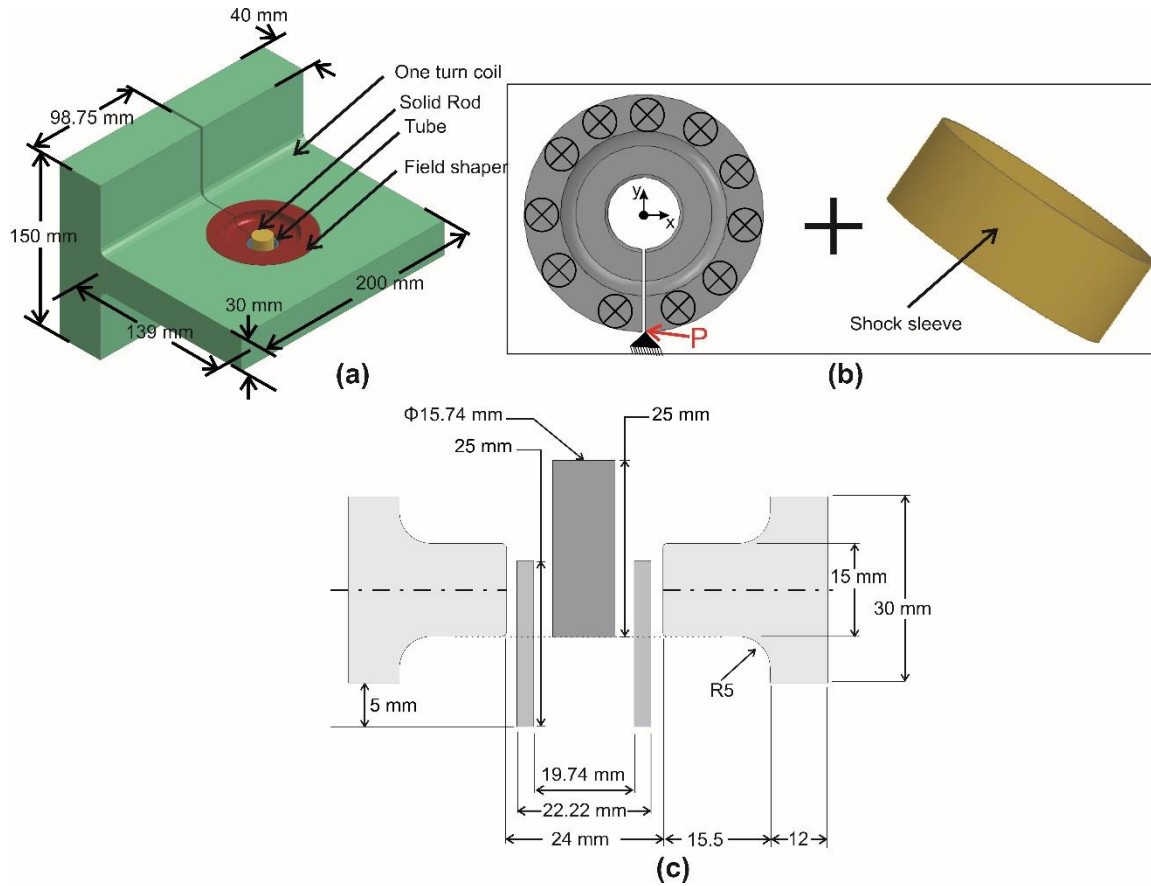 40 mm
One turn coil
Solid Rod
Tube
Field shaper
98.75 mm
150 mm
200 mm
30 mm
139 mm
(a)
y
x
P
Shock sleeve
(b)
Φ15.74 mm
25 mm
25 mm
15 mm
30 mm
R5
5 mm
19.74 mm
22.22 mm
24 mm
15.5
12
(c)